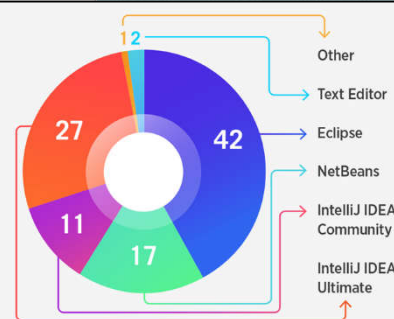 1 2
Other
27
42
Text Editor
Eclipse
NetBeans
11
17
IntelliJ IDEA
Community
IntelliJ IDEA
Ultimate